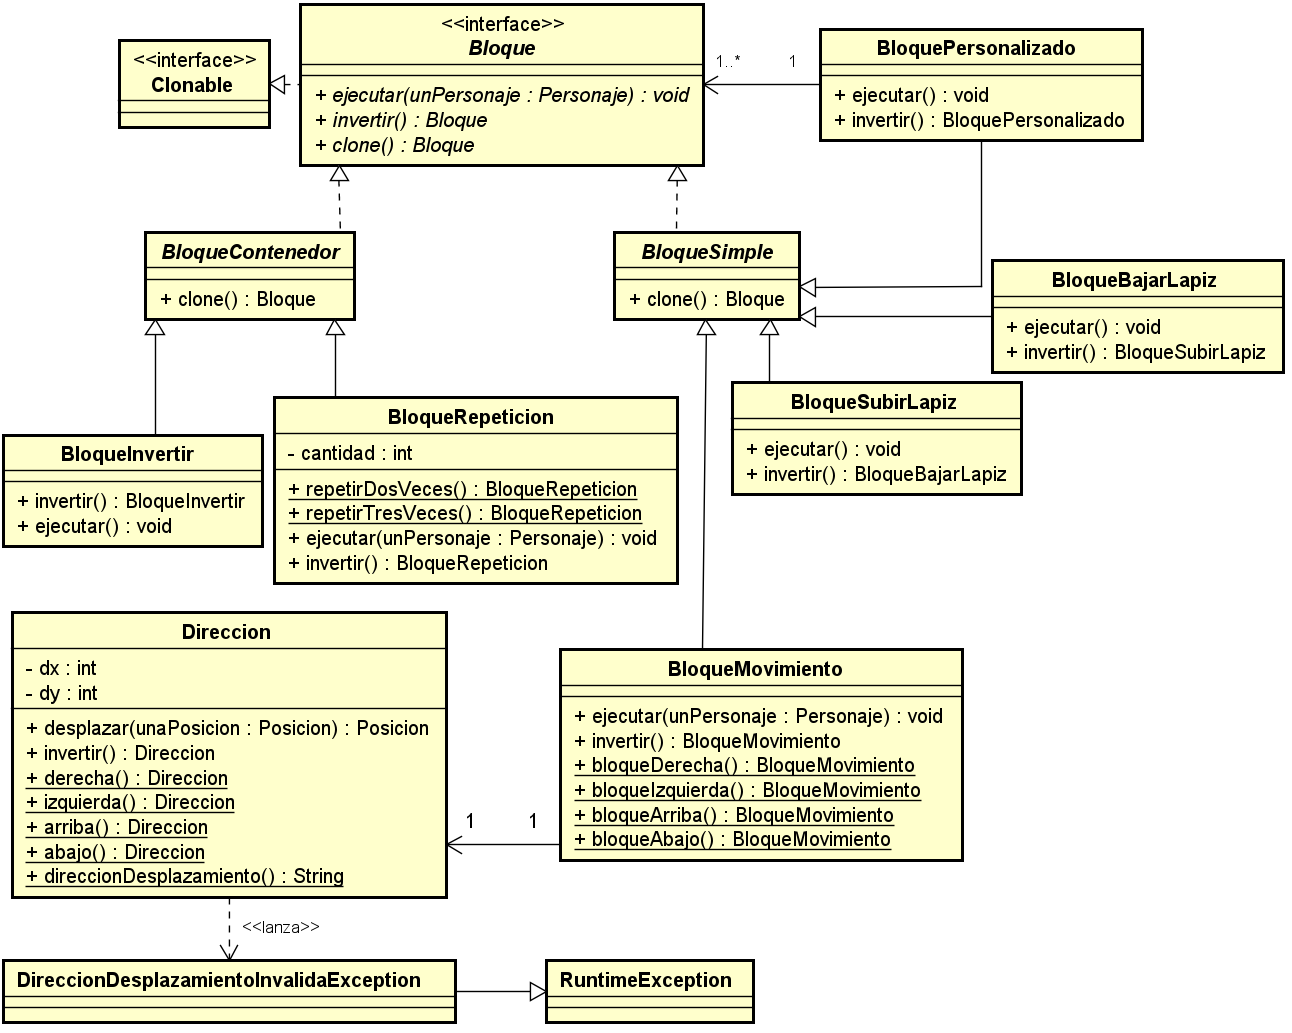 <<interface>>
Clonable
<<interface>>
Bloque
+ ejecutar(unPersonaje : Personaje) : void
+ invertir() : Bloque
+ clone() : Bloque
1..*
1
BloquePersonalizado
+ ejecutar() : void
+ invertir() : BloquePersonalizado
BloqueContenedor
+ clone() : Bloque
BloqueSimple
+ clone() : Bloque
BloqueBajarLapiz
+ ejecutar() : void
+ invertir() : BloqueSubirLapiz
BloqueSubirLapiz
+ ejecutar() : void
+ invertir() : BloqueBajarLapiz
BloqueInvertir
+ invertir() : BloqueInvertir
+ ejecutar() : void
BloqueRepeticion
- cantidad : int
+ repetirDosVeces() : BloqueRepeticion
+ repetirTresVeces() : BloqueRepeticion
+ ejecutar(unPersonaje : Personaje) : void
+ invertir() : BloqueRepeticion
Direccion
- dx : int
- dy : int
+ desplazar(unaPosicion : Posicion) : Posicion
+ invertir() : Direccion
+ derecha() : Direccion
+ izquierda() : Direccion
+ arriba() : Direccion
+ abajo() : Direccion
+ direccionDesplazamiento() : String
1
1
BloqueMovimiento
+ ejecutar(unPersonaje : Personaje) : void
+ invertir() : BloqueMovimiento
+ bloqueDerecha() : BloqueMovimiento
+ bloqueIzquierda() : BloqueMovimiento
+ bloqueArriba() : BloqueMovimiento
+ bloqueAbajo() : BloqueMovimiento
<<lanza>>
DireccionDesplazamientoInvalidaException
RuntimeException